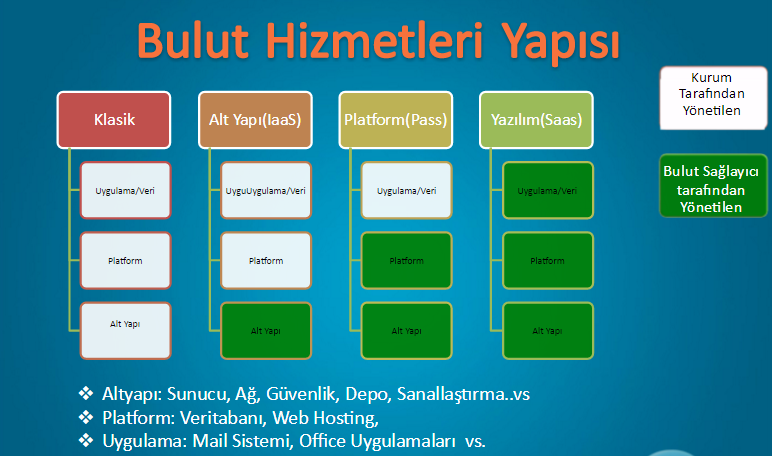 Bulut Hizmetleri Yapısı
Klasik
Alt Yapı(IaaS)
Platform(Pass)
Yazılım(Saas)
Kurum
Tarafından
Yönetilen
Bulut Sağlayıcı
tarafından
Yönetilen
Uygulama/Veri
UyguUygulama/Veri
Uygulama/Veri
Uygulama/Veri
Platform
Platform
Platform
Platform
Alt Yapı
Alt Yapı
Alt Yapı
Alt Yapı
❖ Altyapı: Sunucu, Ağ, Güvenlik, Depo, Sanallaştırma..vs
❖ Platform: Veritabanı, Web Hosting,
❖ Uygulama: Mail Sistemi, Office Uygulamaları vs.